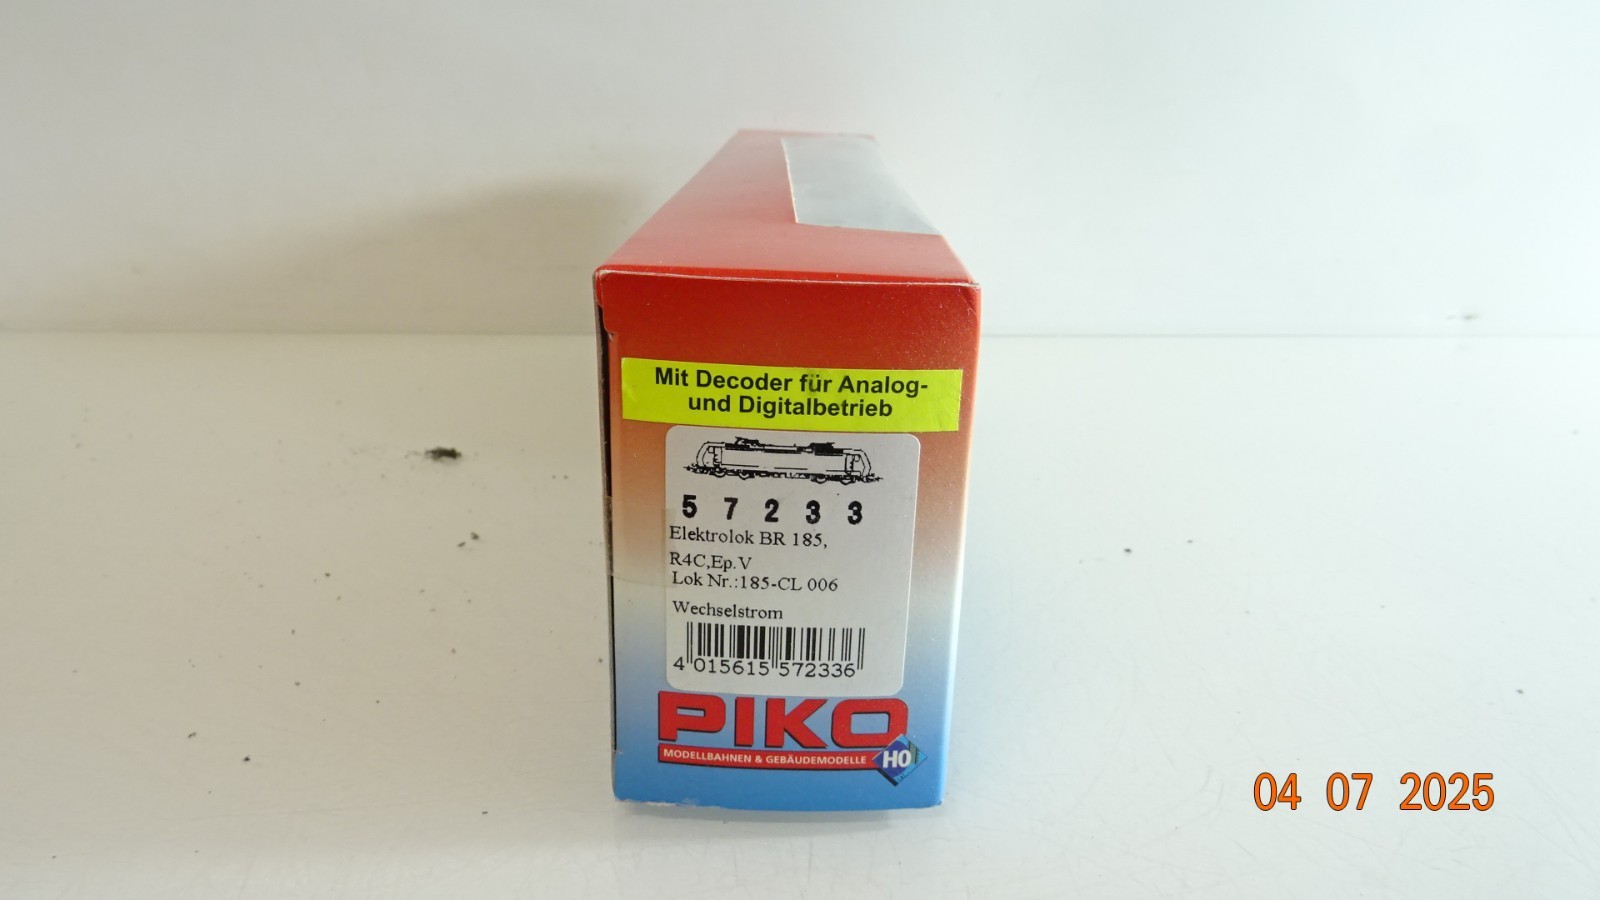 Mit Decoder für Analog-
und Digitalbetrieb
5 7 2 3 3
Elektrolok BR 185,
R4C,Ep.V
Lok Nr.:185-CL 006
Wechselstrom
4 015615 572336
PIKO
MODELLBAHNEN & GEBÄUDEMODELLE
H0
04 07 2025